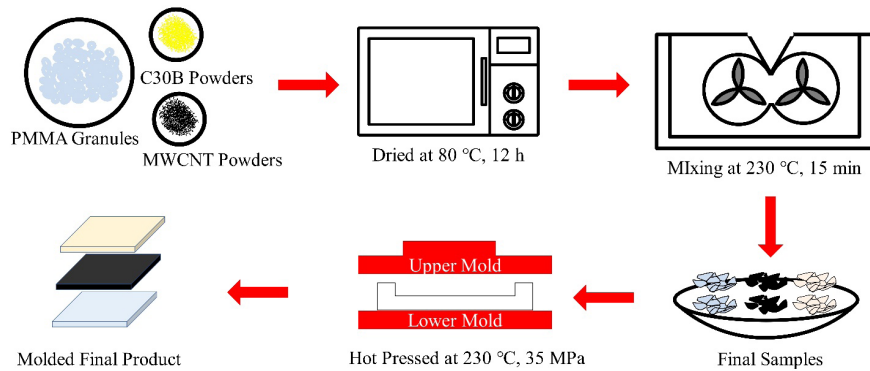 C30B Powders
PMMA Granules
MWCNT Powders
Dried at 80 ℃, 12 h
MIxing at 230 ℃, 15 min
Upper Mold
Lower Mold
Molded Final Product
Hot Pressed at 230 ℃, 35 MPa
Final Samples